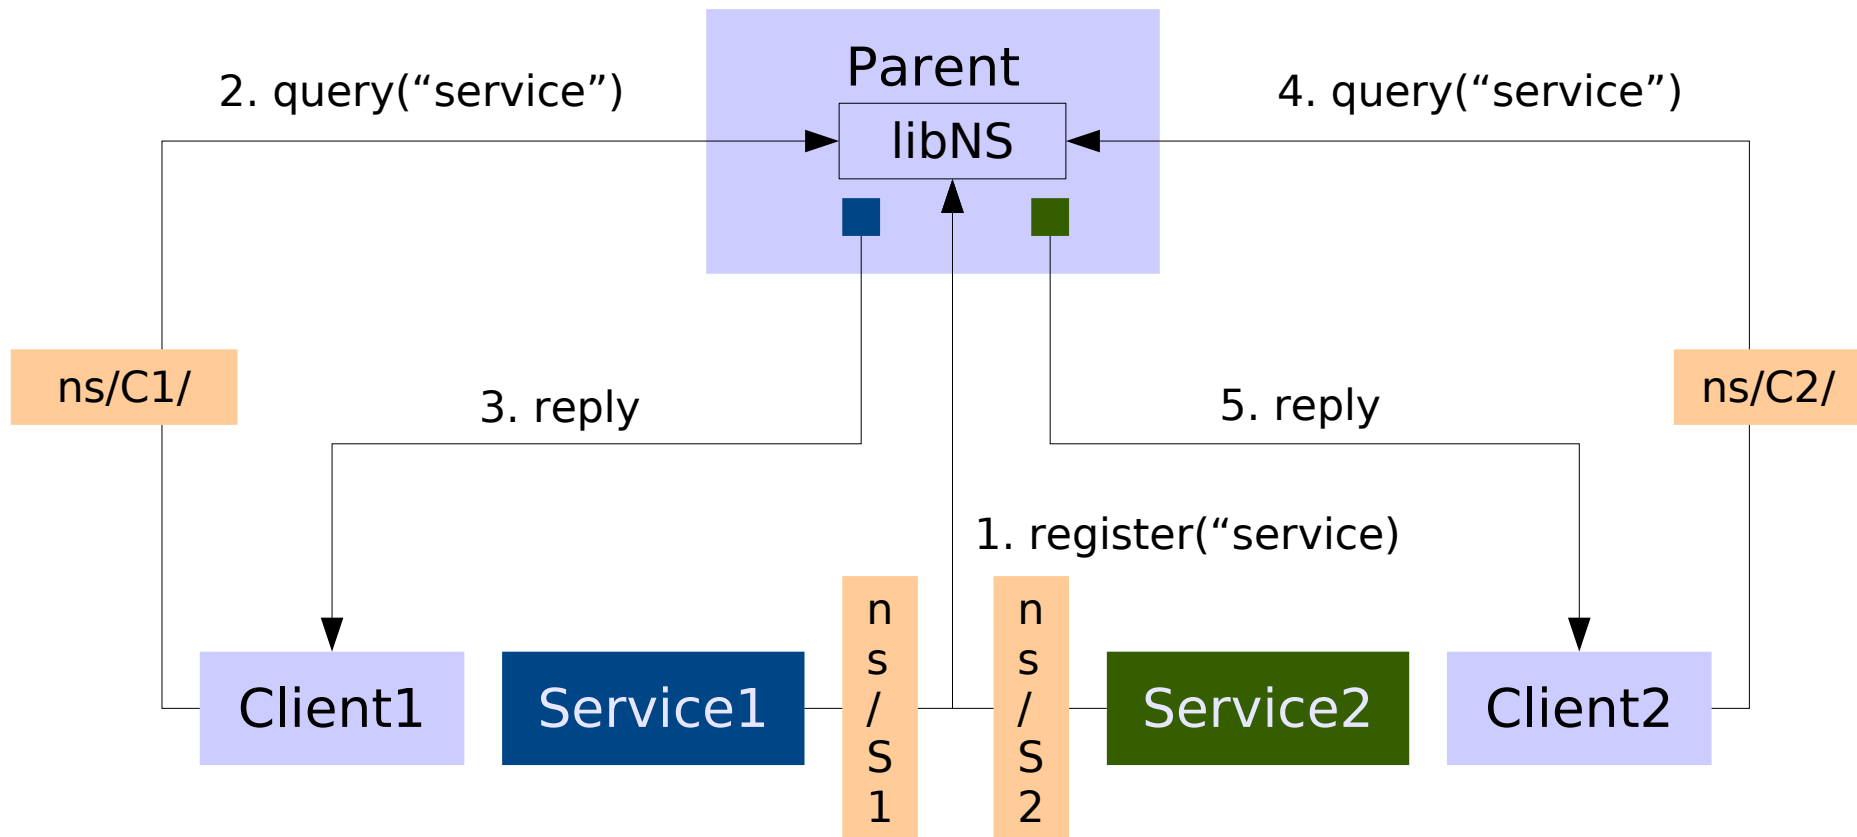 Parent
2. query(“service”)
4. query(“service”)
libNS
ns/C1/
ns/C2/
3. reply
5. reply
1. register(“service)
n
s
/
S
1
n
s
/
S
2
Client1
Service1
Service2
Client2